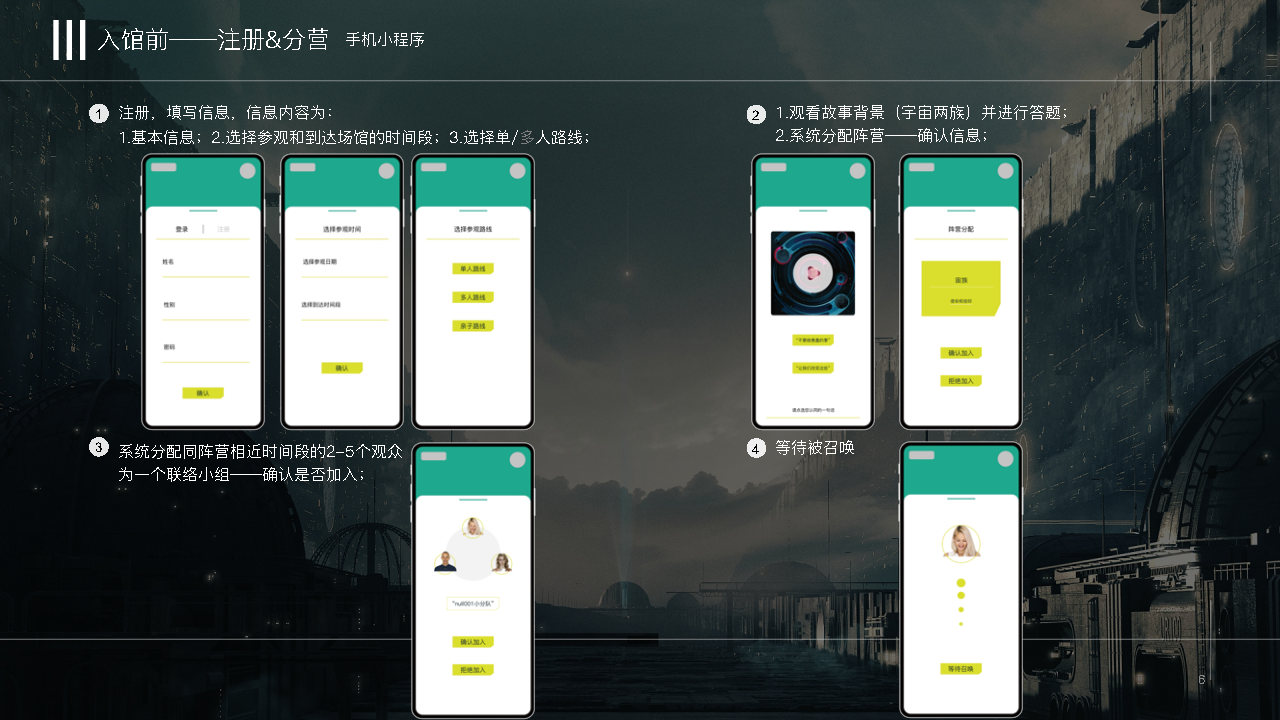 入馆前——注册&分营 手机小程序
1
注册，填写信息，信息内容为：
1.基本信息；2.选择参观和到达场馆的时间段；3.选择单/多人路线；
登录 | 注册
姓名
性别
密码
确认
选择参观时间
选择参观日期
选择到达时间段
确认
选择参观路线
单人路线
多人路线
亲子路线
2
1.观看故事背景（宇宙两族）并进行答题；
2.系统分配阵营——确认信息；
请点选您认同的一句话
阵营分配
宙族
确认加入
拒绝加入
3
系统分配同阵营相近时间段的2-5个观众
为一个联络小组——确认是否加入；
“null001小分队”
确认加入
拒绝加入
4
等待被召唤
等待召唤
6